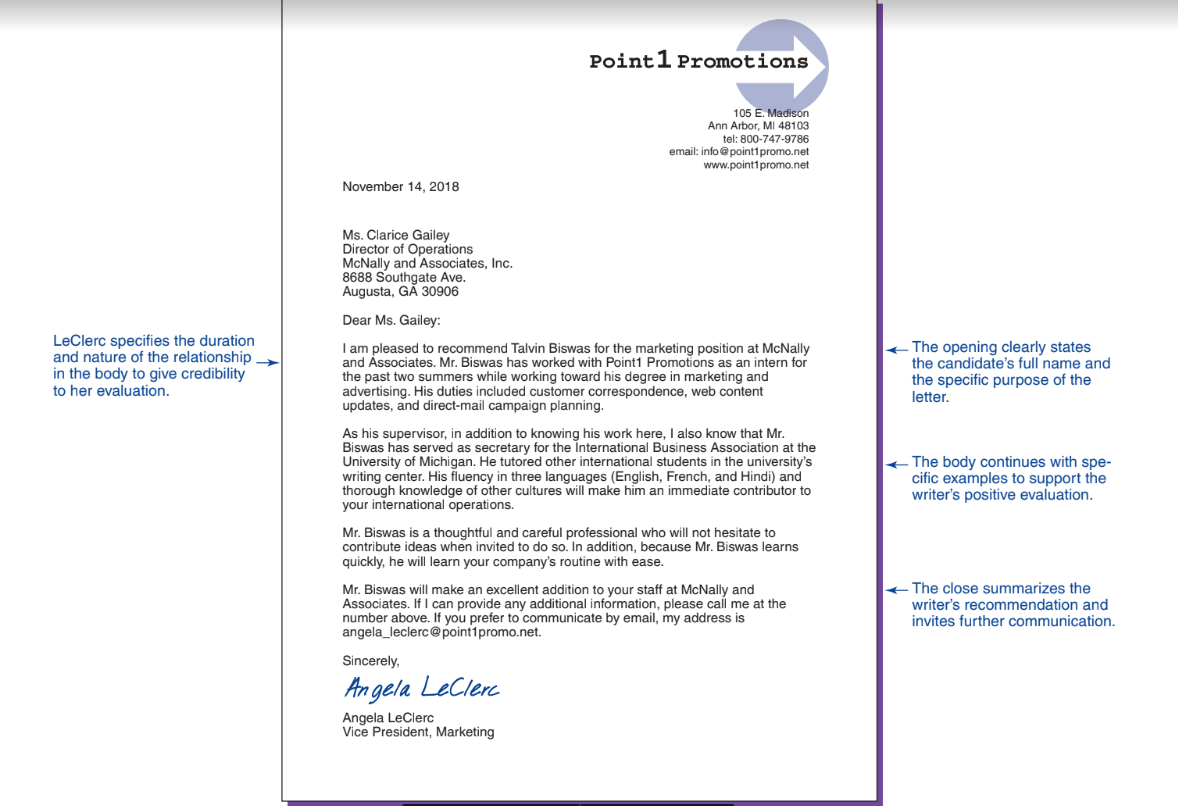 Point1 Promotions
105 E. Madison
Ann Arbor, MI 48103
tel: 800-747-9786
email: info@point1promo.net
www.point1promo.net
November 14, 2018
Ms. Clarice Gailey
Director of Operations
McNally and Associates, Inc.
8688 Southgate Ave.
Augusta, GA 30906
Dear Ms. Gailey:
I am pleased to recommend Talvin Biswas for the marketing position at McNally
and Associates. Mr. Biswas has worked with Point1 Promotions as an intern for
the past two summers while working toward his degree in marketing and
advertising. His duties included customer correspondence, web content
updates, and direct-mail campaign planning.
As his supervisor, in addition to knowing his work here, I also know that Mr.
Biswas has served as secretary for the International Business Association at the
University of Michigan. He tutored other international students in the university's
writing center. His fluency in three languages (English, French, and Hindi) and
thorough knowledge of other cultures will make him an immediate contributor to
your international operations.
Mr. Biswas is a thoughtful and careful professional who will not hesitate to
contribute ideas when invited to do so. In addition, because Mr. Biswas learns
quickly, he will learn your company's routine with ease.
Mr. Biswas will make an excellent addition to your staff at McNally and
Associates. If I can provide any additional information, please call me at the
number above. If you prefer to communicate by email, my address is
angela_leclerc@point1promo.net.
Sincerely,
Angela LeClerc
Angela LeClerc
Vice President, Marketing
LeClerc specifies the duration
and nature of the relationship
in the body to give credibility
to her evaluation.
The opening clearly states
the candidate's full name and
the specific purpose of the
letter.
The body continues with spe-
cific examples to support the
writer's positive evaluation.
The close summarizes the
writer's recommendation and
invites further communication.